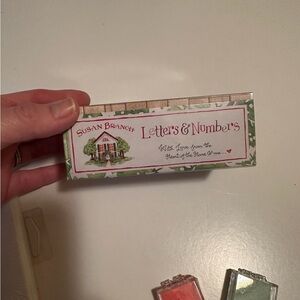 SUSAN BRANCH
Letters & Numbers
With Love from the
Heart of the Home